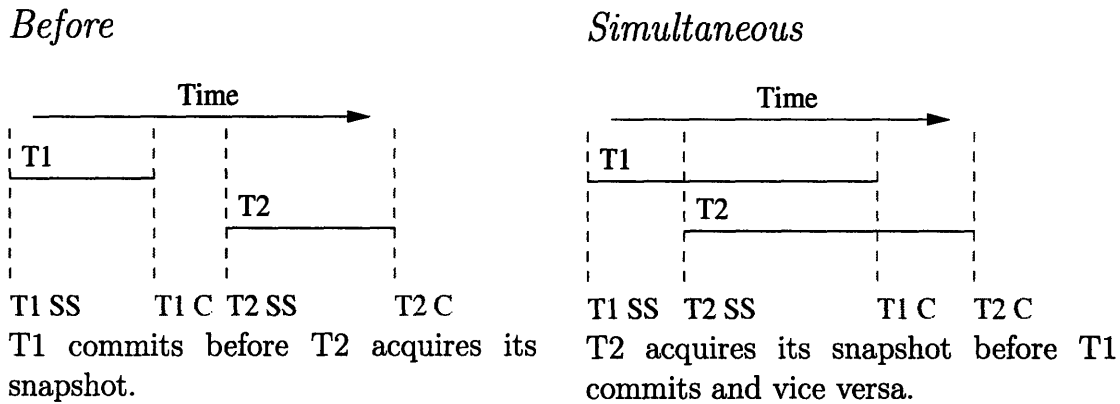 Before
Time
T1
T2
T1 SS T1 C T2 SS T2 C
T1 commits before T2 acquires its
snapshot.
Simultaneous
Time
T1
T2
T1 SS T2 SS T1 C T2 C
T2 acquires its snapshot before T1
commits and vice versa.